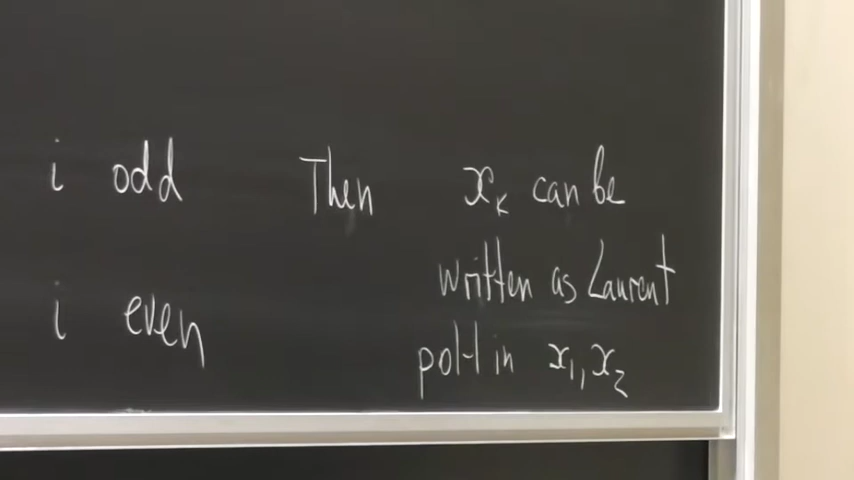 i odd Then x_k can be
written as Laurent
i even
pol-l in x_1, x_2